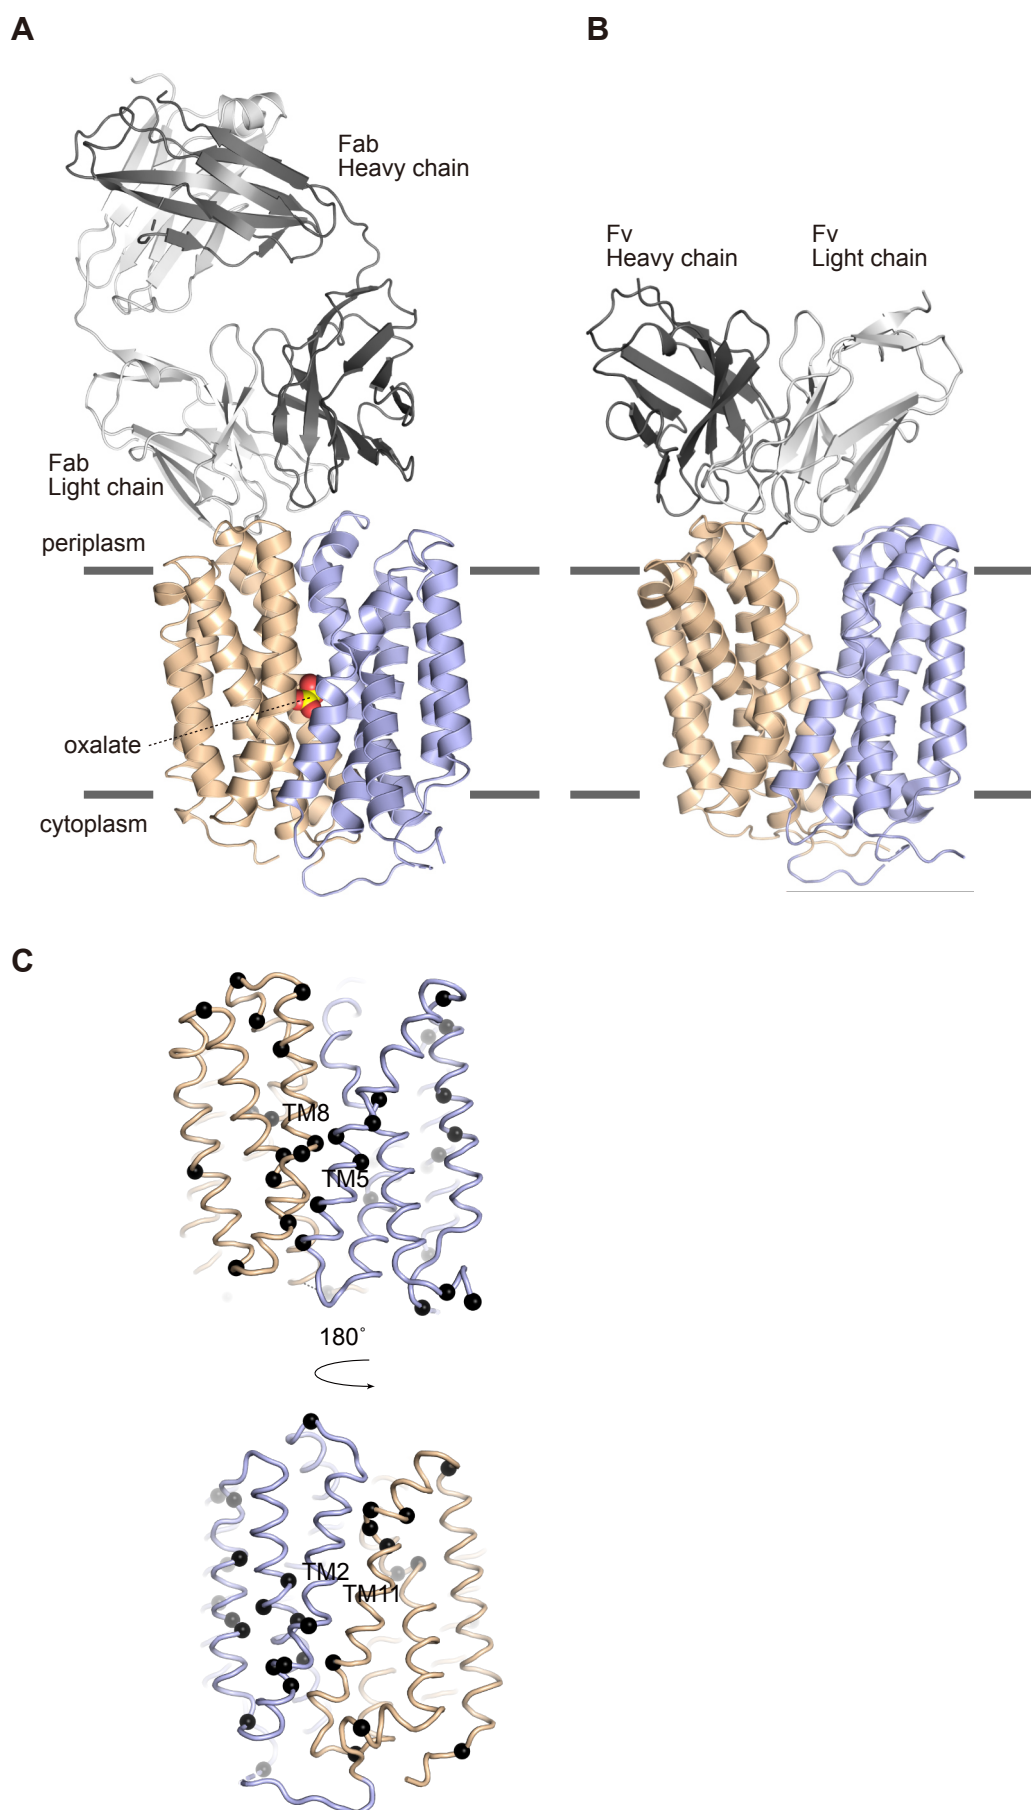 A
B
Fab
Heavy chain
Fv
Heavy chain
Fv
Light chain
Fab
Light chain
periplasm
oxalate
cytoplasm
C
TM8
TM5
180°
TM2
TM11